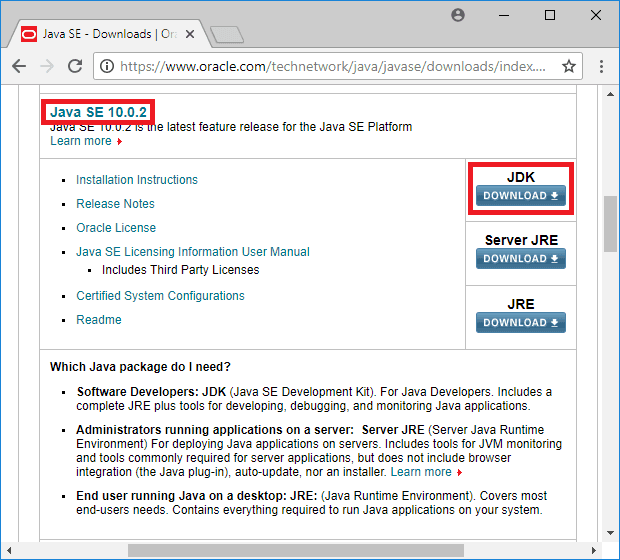 Java SE - Downloads | Ora
https://www.oracle.com/technetwork/java/javase/downloads/index....
Java SE 10.0.2
Java SE 10.0.2 is the latest feature release for the Java SE Platform
Learn more
Installation Instructions
Release Notes
Oracle License
Java SE Licensing Information User Manual
Includes Third Party Licenses
Certified System Configurations
Readme
JDK
DOWNLOAD
Server JRE
DOWNLOAD
JRE
DOWNLOAD
Which Java package do I need?
Software Developers: JDK (Java SE Development Kit). For Java Developers. Includes a
complete JRE plus tools for developing, debugging, and monitoring Java applications.
Administrators running applications on a server: Server JRE (Server Java Runtime
Environment) For deploying Java applications on servers. Includes tools for JVM monitoring
and tools commonly required for server applications, but does not include browser
integration (the Java plug-in), auto-update, nor an installer. Learn more
End user running Java on a desktop: JRE: (Java Runtime Environment). Covers most
end-users needs. Contains everything required to run Java applications on your system.